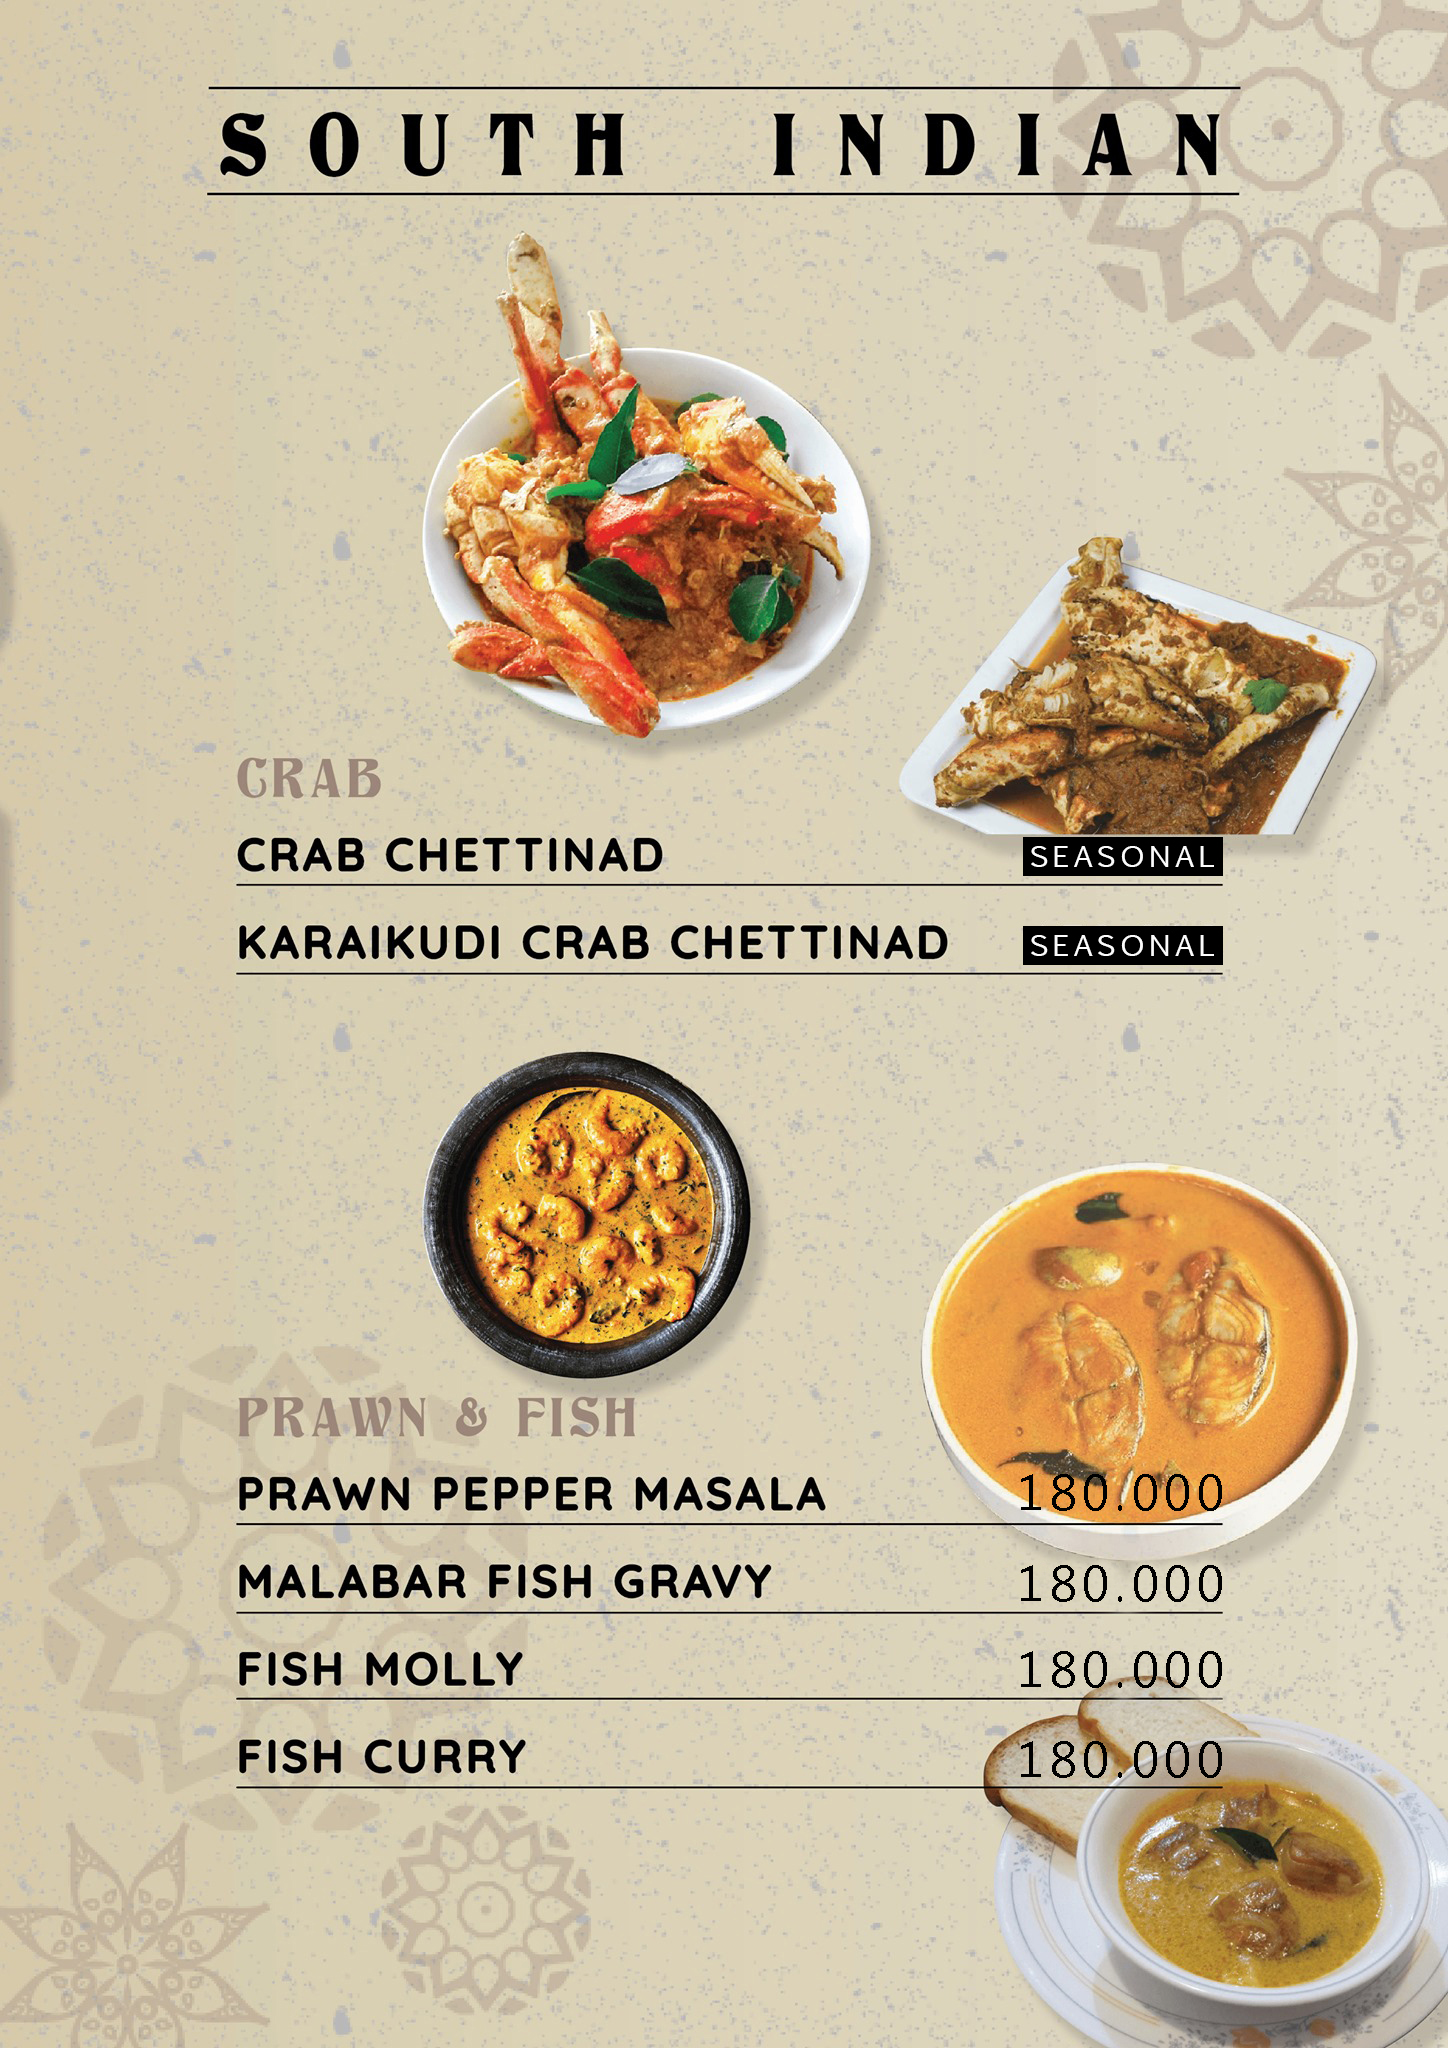 SOUTH INDIAN
CRAB
CRAB CHETTINAD SEASONAL
KARAIKUDI CRAB CHETTINAD SEASONAL
PRAWN & FISH
PRAWN PEPPER MASALA 180.000
MALABAR FISH GRAVY 180.000
FISH MOLLY 180.000
FISH CURRY 180.000